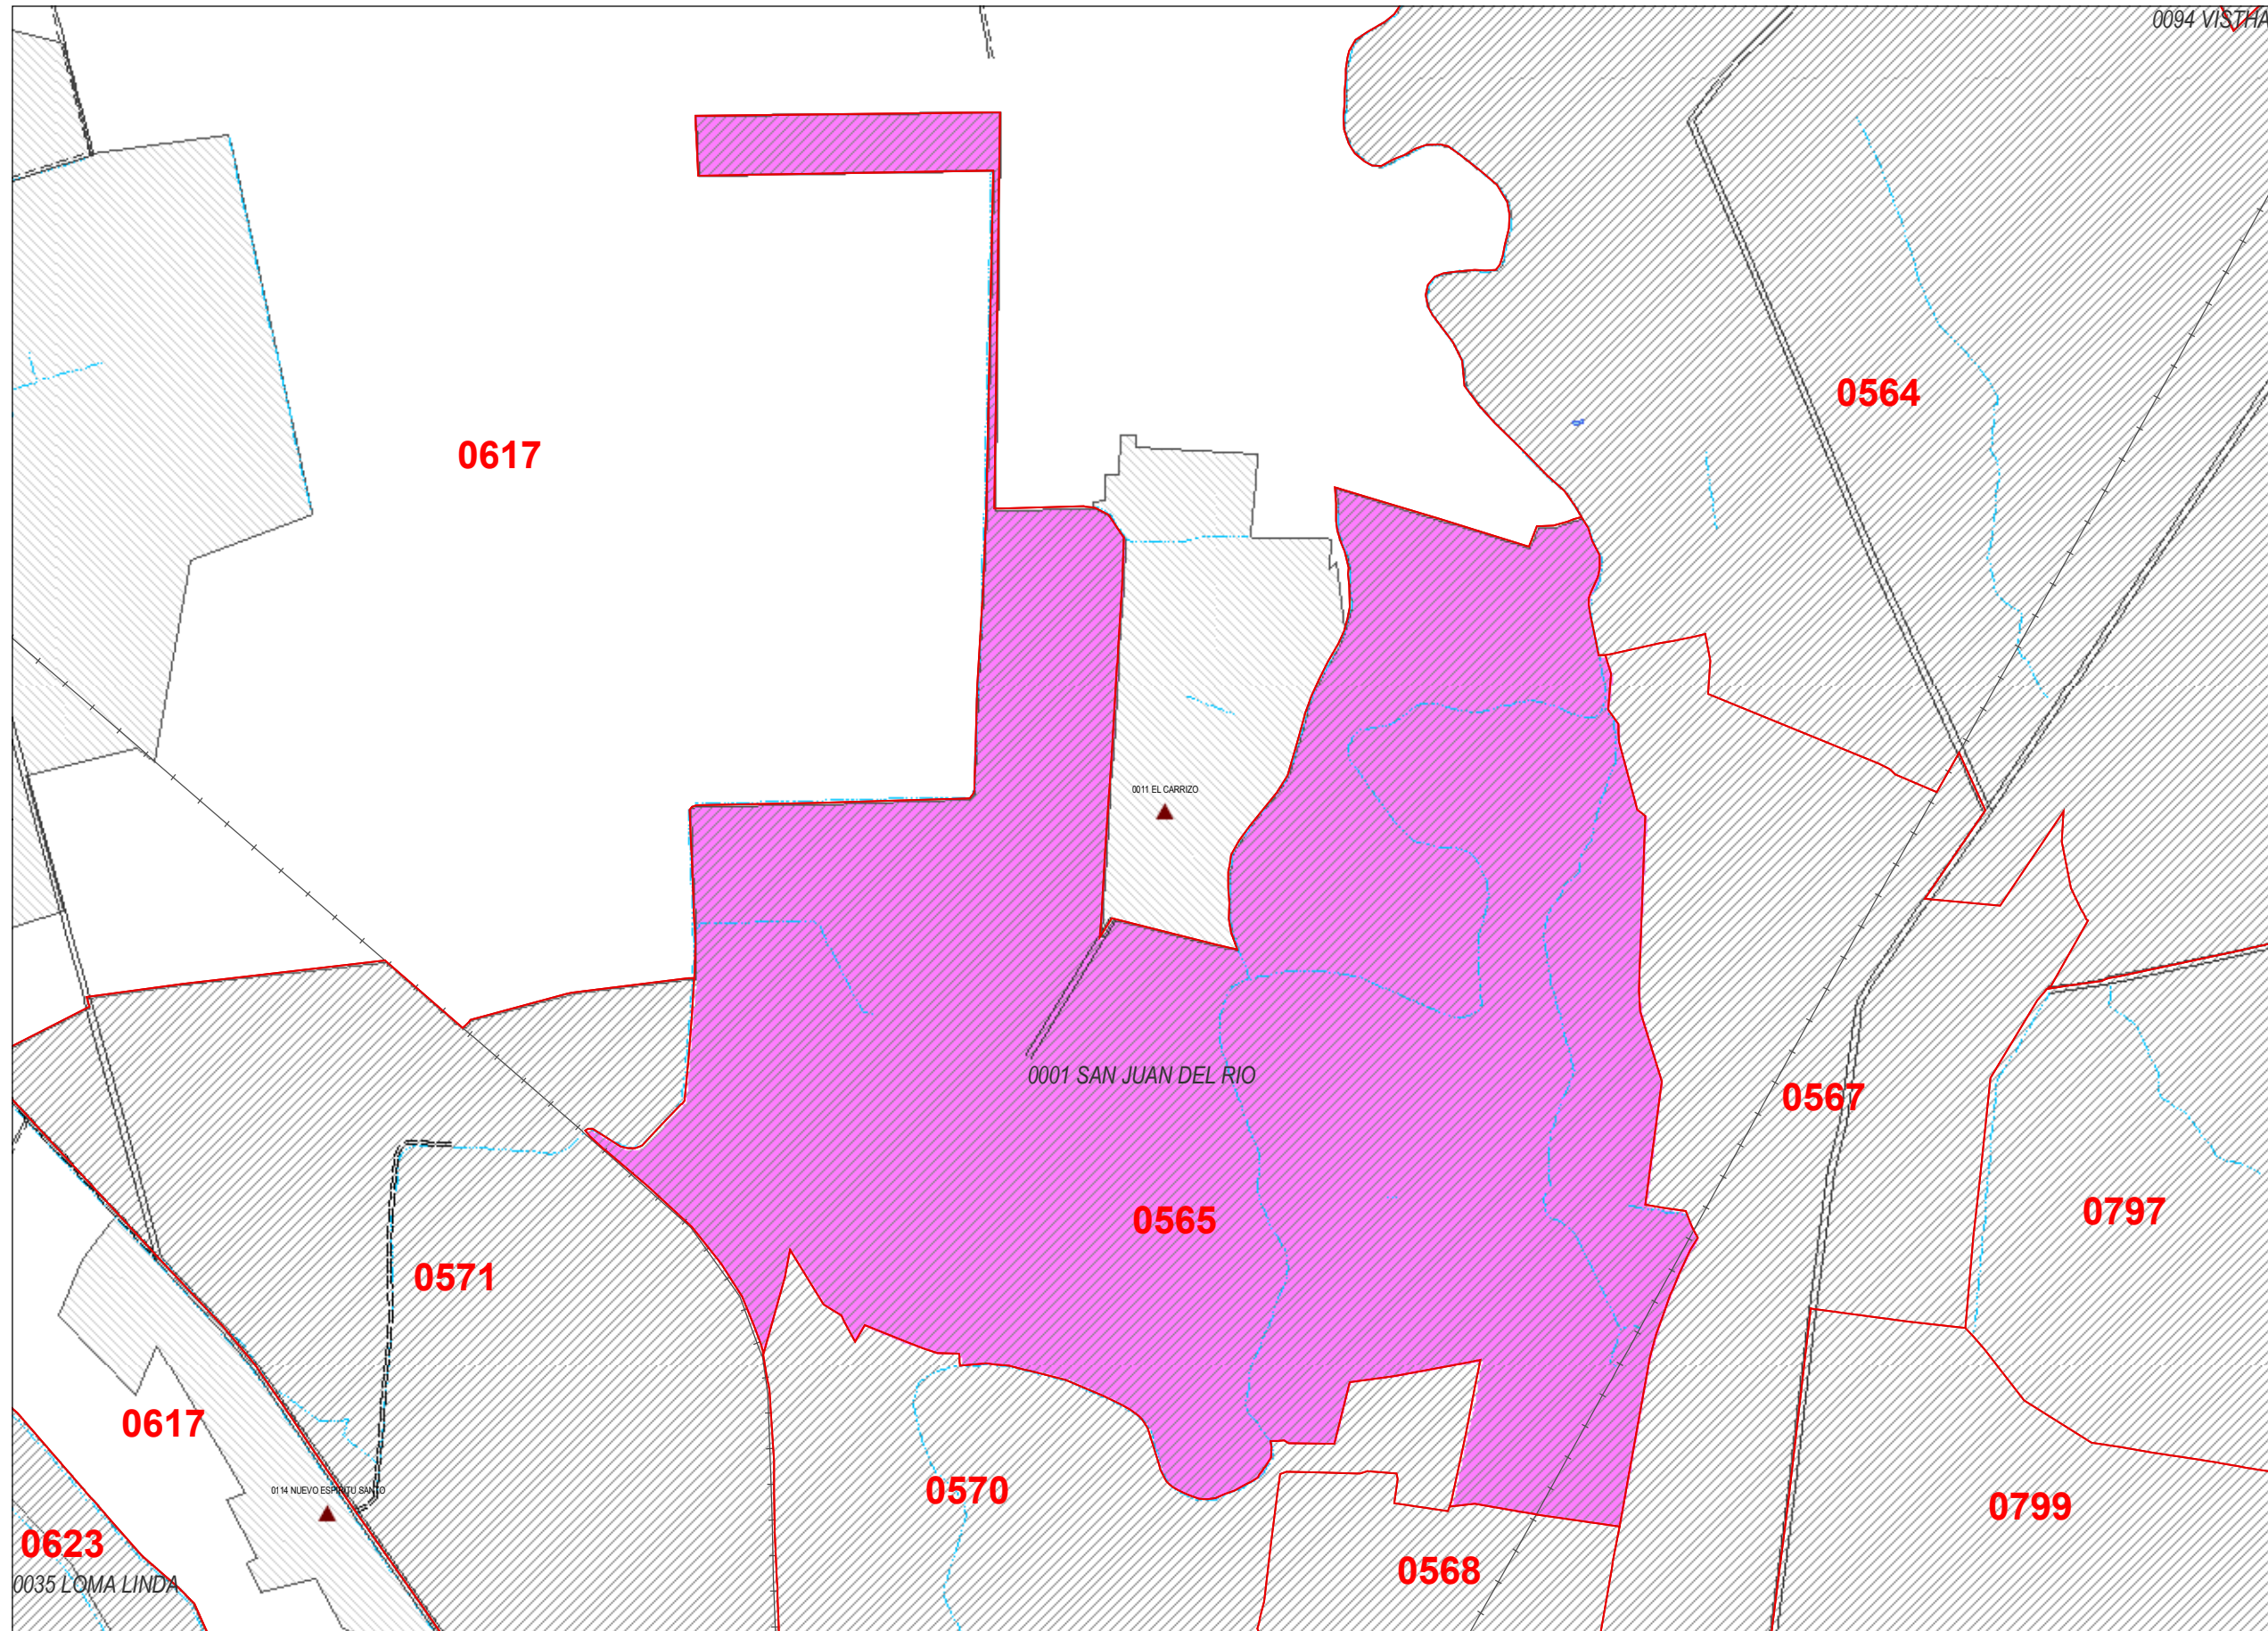 0094 VISTHA
0564
0617
0011 EL CARRIZO
0001 SAN JUAN DEL RIO
0567
0565
0797
0571
0617
0114 NUEVO ESPIRITU SANTO
0570
0799
0623
0568
0035 LOMA LINDA